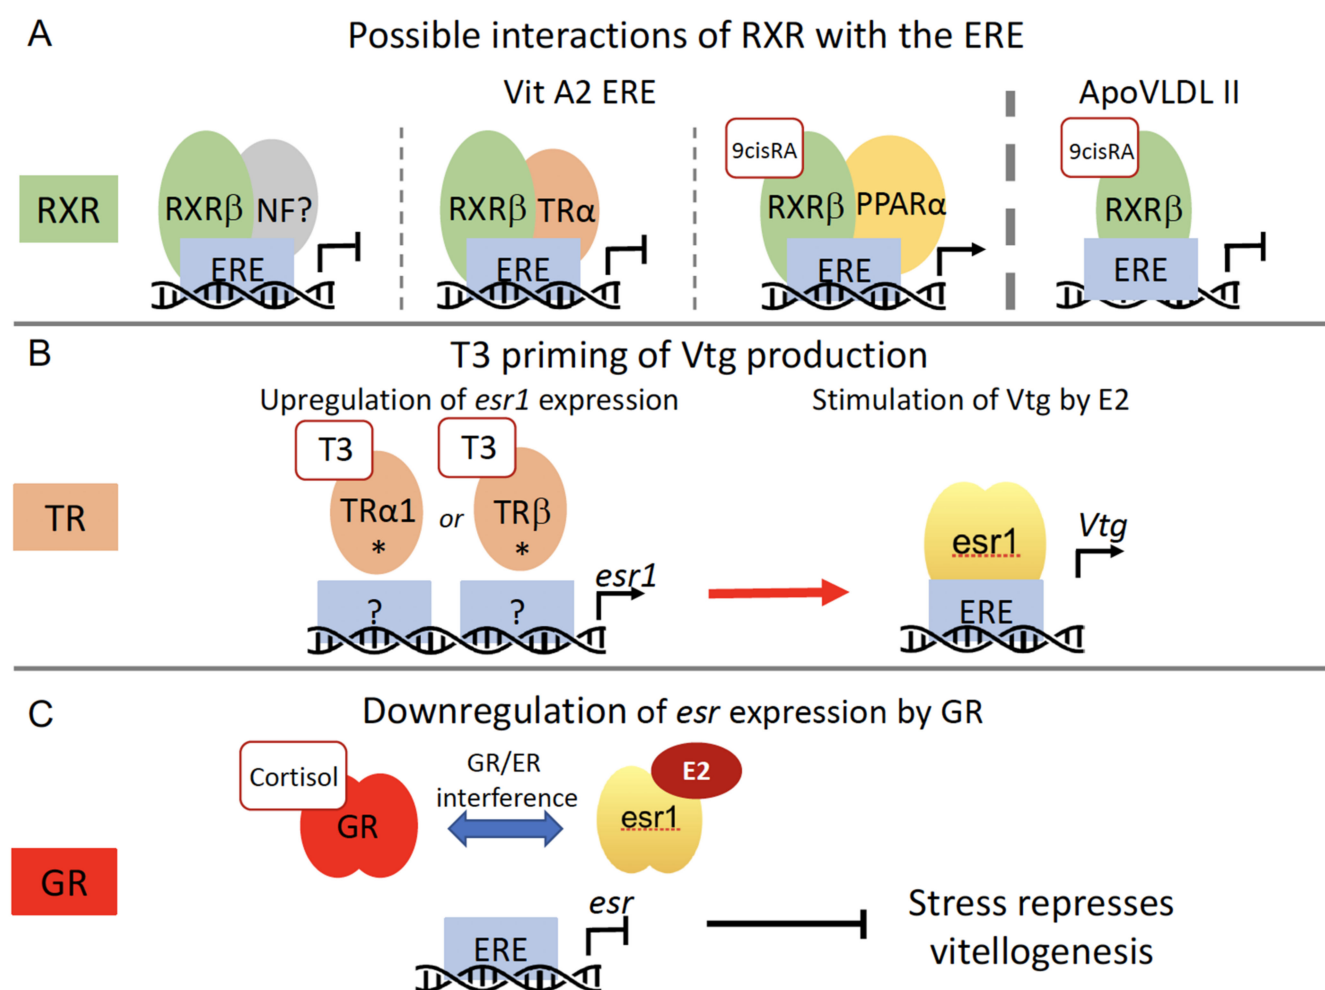 A
Possible interactions of RXR with the ERE
Vit A2 ERE
ApoVLDL II
RXR
RXRβ
NF?
ERE
RXRβ
TRα
ERE
9cisRA
RXRβ
PPARα
ERE
9cisRA
RXRβ
ERE
B
T3 priming of Vtg production
Upregulation of esr1 expression
Stimulation of Vtg by E2
TR
T3
TRα1
*
or
T3
TRβ
*
?
?
esr1
esr1
ERE
Vtg
C
Downregulation of esr expression by GR
GR
Cortisol
GR
GR/ER
interference
E2
esr1
ERE
esr
Stress represses
vitellogenesis